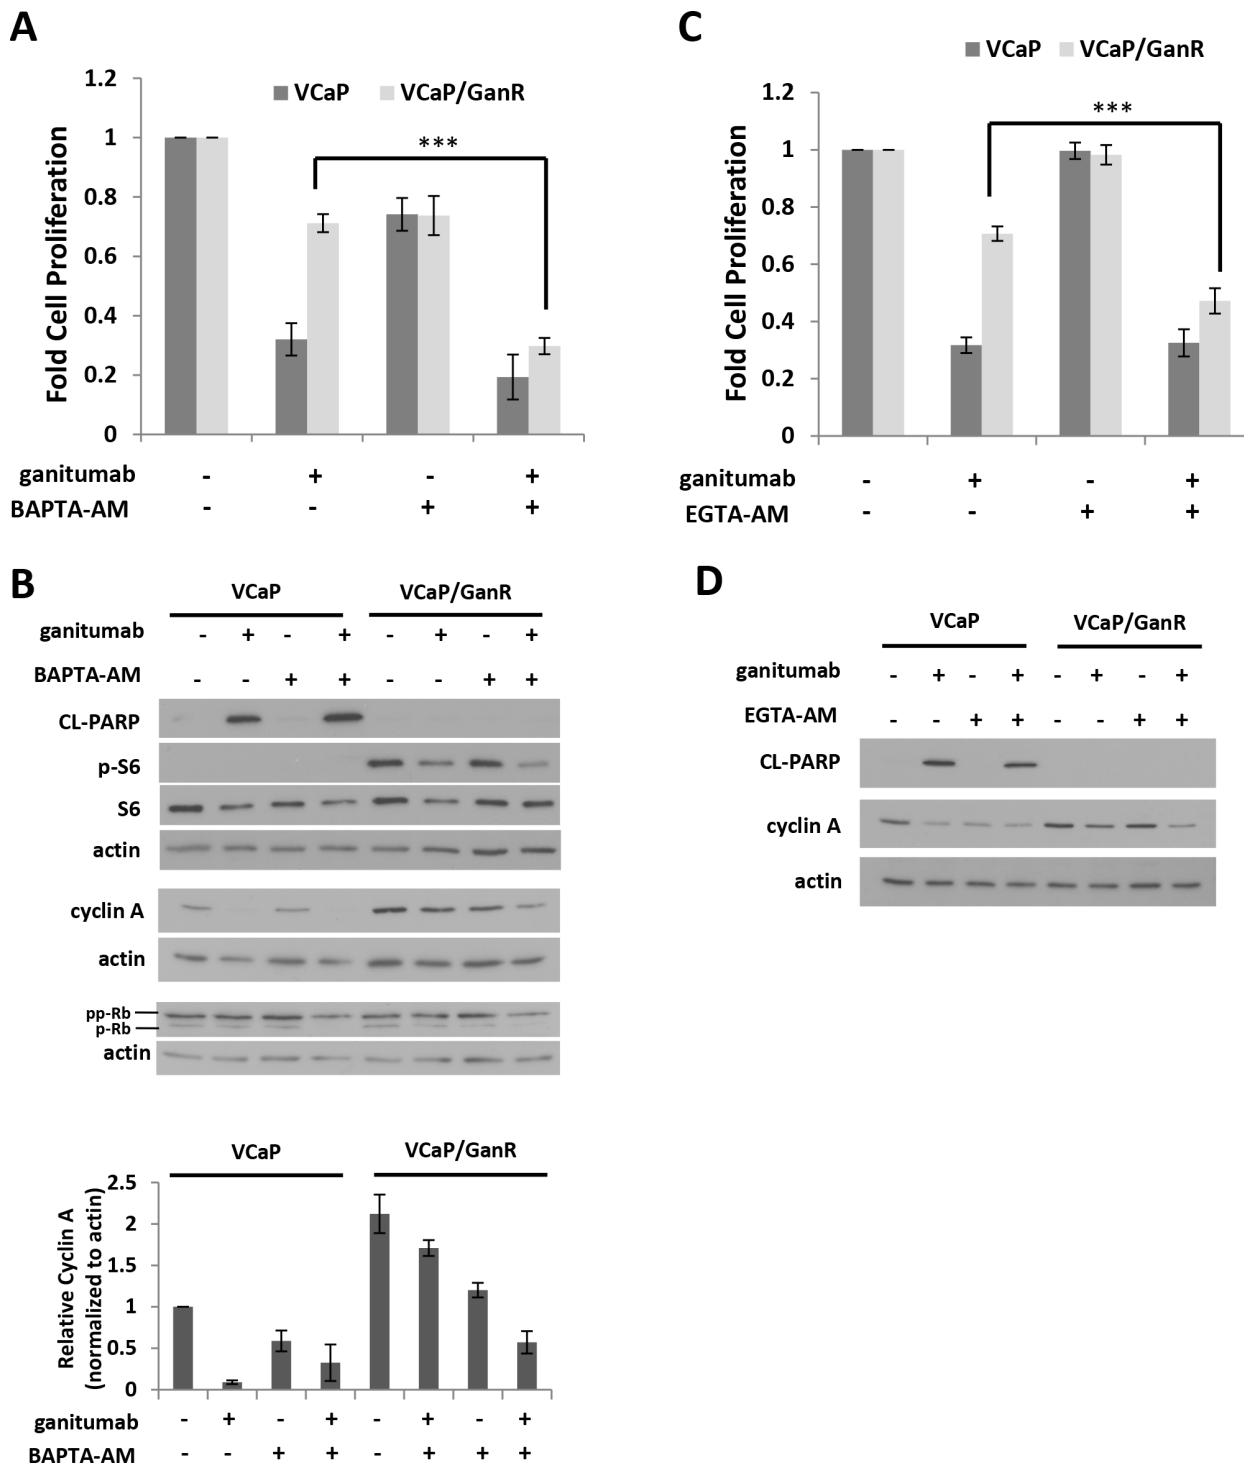 A
VCaP VCaP/GanR
***
Fold Cell Proliferation
1.2
1
0.8
0.6
0.4
0.2
0
ganitumab - + - +
BAPTA-AM - - + +
C
VCaP VCaP/GanR
***
Fold Cell Proliferation
1.2
1
0.8
0.6
0.4
0.2
0
ganitumab - + - +
EGTA-AM - - + +
B
VCaP VCaP/GanR
ganitumab - + - + - + - +
BAPTA-AM - - + + - - + +
CL-PARP
p-S6
S6
actin
cyclin A
actin
pp-Rb
p-Rb
actin
VCaP VCaP/GanR
Relative Cyclin A
(normalized to actin)
2.5
2
1.5
1
0.5
0
ganitumab - + - + - + - +
BAPTA-AM - - + + - + + +
D
VCaP VCaP/GanR
ganitumab - + - + - + - +
EGTA-AM - - + + - - + +
CL-PARP
cyclin A
actin